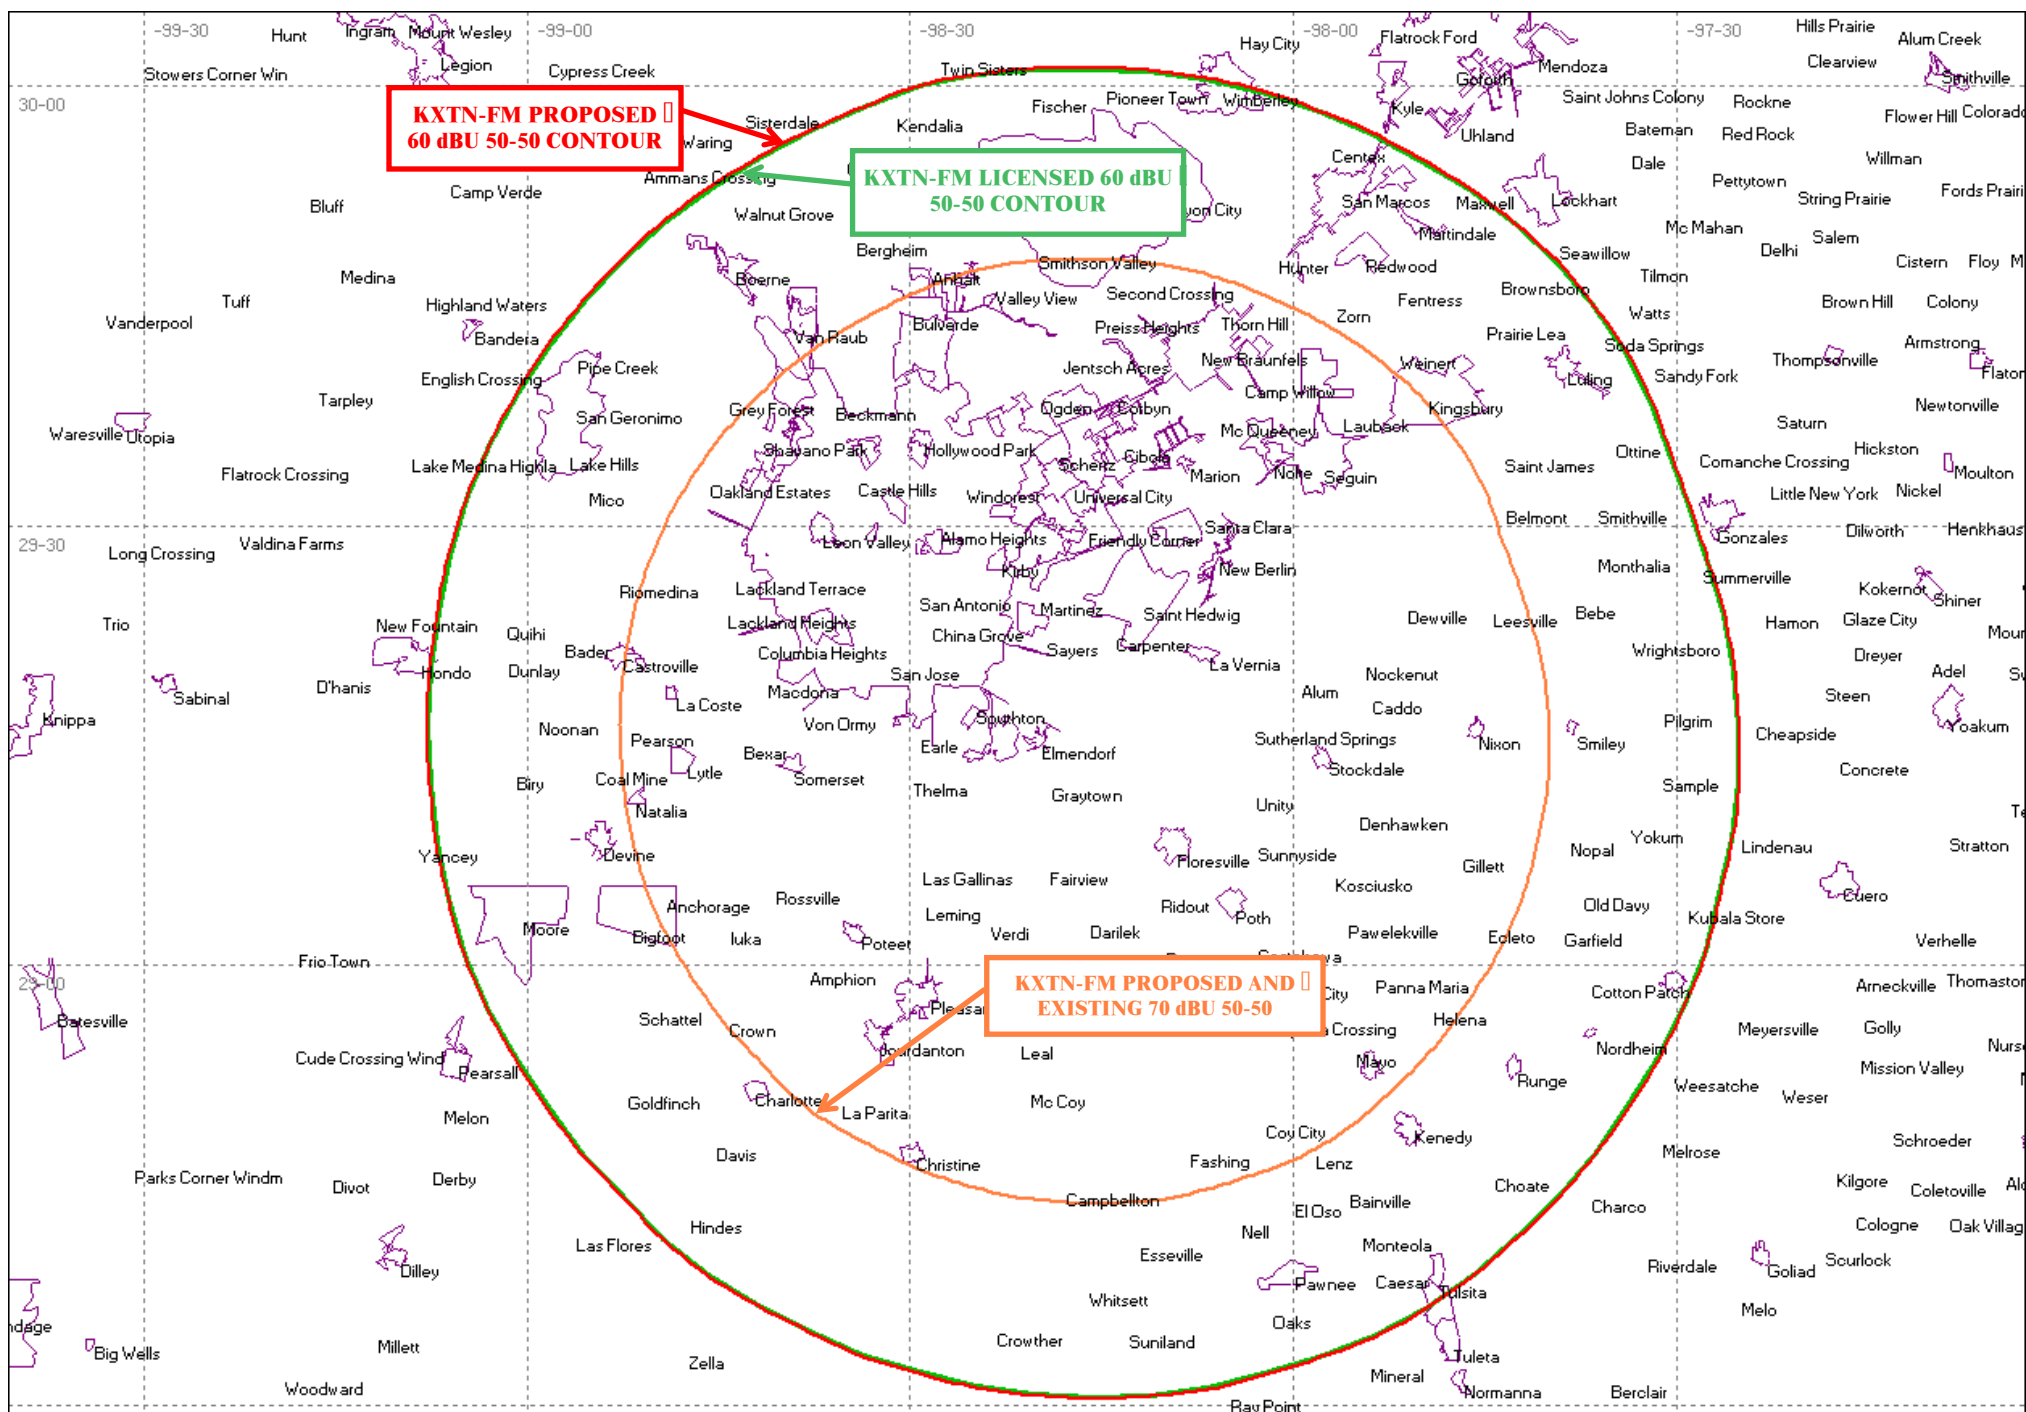 -99-30
-99-00
-98-30
-98-00
-97-30
Hunt
Ingram
Mount Wesley
Legion
Stowers Corner Win
Cypress Creek
Twin Sisters
Hay City
Flatrock Ford
Mendoza
Hills Prairie
Alum Creek
Clearview
Smithville
Goforth
30-00
KXTN-FM PROPOSED
60 dBU 50-50 CONTOUR
Sisterdale
Waring
Kendalia
Fischer
Pioneer Town
Wimberley
Kyle
Uhland
Saint Johns Colony
Rockne
Bateman
Red Rock
Flower Hill
Colorado
Willman
Dale
Pettytown
Fords Prairi
String Prairie
Camp Verde
Ammans Crossing
KXTN-FM LICENSED 60 dBU
50-50 CONTOUR
Centex
San Marcos
Maxwell
Lockhart
Martindale
Mc Mahan
Salem
Delhi
Bluff
Walnut Grove
yon City
Bergheim
Seawillow
Tilmon
Cistern
Floy
M
Medina
Boerne
Anhalt
Smithson Valley
Hunter
Redwood
Tuff
Highland Waters
Valley View
Second Crossing
Fentress
Brownsboro
Watts
Brown Hill
Colony
Vanderpool
Bandera
Van Raub
Bulverde
Preiss Heights
Thorn Hill
Zorn
Prairie Lea
Soda Springs
Thompsonville
Armstrong
Flaton
English Crossing
Pipe Creek
Jentsch Acres
New Braunfels
Weinert
Luling
Sandy Fork
Tarpley
San Geronimo
Grey Forest
Beckmann
Ogden
Corbyn
Camp Willow
Kingsbury
Newtonville
Saturn
Waresville
Utopia
Mc Queeney
Lauback
Flatrock Crossing
Lake Medina Highla
Lake Hills
Shavano Park
Hollywood Park
Schertz
Cibolo
Marion
Nolte
Seguin
Saint James
Ottine
Comanche Crossing
Hickston
Moulton
Mico
Oakland Estates
Castle Hills
Windcrest
Universal City
Little New York
Nickel
29-30
Long Crossing
Valdina Farms
Leon Valley
Alamo Heights
Friendly Corner
Santa Clara
Belmont
Smithville
Gonzales
Dilworth
Henkhaus
Kirby
New Berlin
Monthalia
Summerville
Kokernot
Shiner
Riomedina
Lackland Terrace
San Antonio
Martinez
Saint Hedwig
Dewville
Leesville
Bebe
Hamon
Glaze City
Trio
New Fountain
Quihi
Lackland Heights
China Grove
Mour
Bader
Castroville
Columbia Heights
Sayers
Carpenter
La Vernia
Wrightsboro
Dreyer
Adel
Sabinal
D'hanis
Hondo
Dunlay
San Jose
Nockenut
Steen
Knippa
La Coste
Macdona
Alum
Caddo
Noonan
Von Ormy
Southton
Pilgrim
Cheapside
Yoakum
Pearson
Bexar
Earle
Elmendorf
Sutherland Springs
Nixon
Smiley
Biry
Coal Mine
Lytle
Somerset
Stockdale
Concrete
Natalia
Thelma
Graytown
Unity
Sample
Yancey
Devine
Denhawken
Yokum
Floresville
Sunnyside
Gillett
Nopal
Lindenau
Stratton
Las Gallinas
Fairview
Kosciusko
Cuero
Anchorage
Rossville
Leming
Ridout
Poth
Old Davy
Kubala Store
Moore
Bigfoot
Iuka
Poteet
Verdi
Darilek
Pawelekville
Ecleto
Garfield
Verhelle
Frio Town
29-00
Amphion
KXTN-FM PROPOSED AND
EXISTING 70 dBU 50-50
City
Panna Maria
Cotton Patch
Arneckville
Thomaston
Batesville
Schattel
Crown
Pleasan
Crossing
Helena
Meyersville
Golly
Cude Crossing Wind
Pearsall
Jourdanton
Leal
Mayo
Runge
Nordheim
Nurse
Mission Valley
Weesatche
Weser
Melon
Goldfinch
Charlotte
La Parita
Mc Coy
Coy City
Kenedy
Schroeder
Davis
Christine
Fashing
Lenz
Melrose
Parks Corner Windm
Divot
Derby
Campbellton
Choate
Kilgore
Coletoville
Hindes
El Oso
Bainville
Charco
Cologne
Oak Villag
Las Flores
Nell
Esseville
Monteola
Dilley
Pawnee
Caesar
Tulsita
Riverdale
Goliad
Scurlock
Whitsett
Melo
ndage
Big Wells
Millett
Oaks
Crowther
Suniland
Tuleta
Zella
Mineral
Woodward
Normanna
Berclair
Ray Point